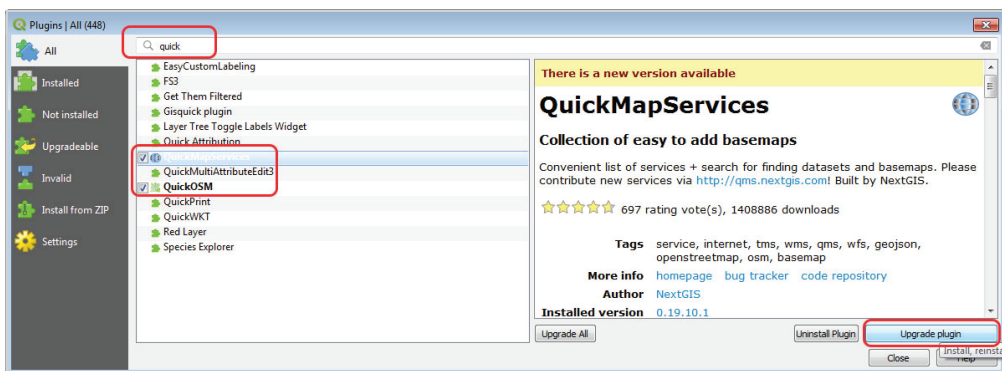 Plugins | All (448)
All
Installed
Not installed
Upgradeable
Invalid
Install from ZIP
Settings
quick
EasyCustomLabeling
FS3
Get Them Filtered
Gisquick plugin
Layer Tree Toggle Labels Widget
Quick Attribution
QuickMapServices
QuickMultiAttributeEdit3
QuickOSM
QuickPrint
QuickWKT
Red Layer
Species Explorer
There is a new version available
QuickMapServices
Collection of easy to add basemaps
Convenient list of services + search for finding datasets and basemaps. Please
contribute new services via http://qms.nextgis.com! Built by NextGIS.
697 rating vote(s), 1408886 downloads
Tags service, internet, tms, wms, qms, wfs, geojson,
openstreetmap, osm, basemap
More info homepage bug tracker code repository
Author NextGIS
Installed version 0.19.10.1
Upgrade All Uninstall Plugin Upgrade plugin
Close Help
Install, reinsta